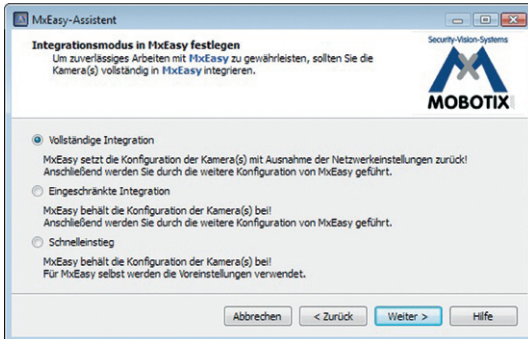 MxEasy-Assistent
Integrationsmodus in MxEasy festlegen
Um zuverlässiges Arbeiten mit MxEasy zu gewährleisten, sollten Sie die
Kamera(s) vollständig in MxEasy integrieren.
Security-Vision-Systems
MOBOTIX
Vollständige Integration
MxEasy setzt die Konfiguration der Kamera(s) mit Ausnahme der Netzwerkeinstellungen zurück!
Anschließend werden Sie durch die weitere Konfiguration von MxEasy geführt.
Eingeschränkte Integration
MxEasy behält die Konfiguration der Kamera(s) bei!
Anschließend werden Sie durch die weitere Konfiguration von MxEasy geführt.
Schnelleinstieg
MxEasy behält die Konfiguration der Kamera(s) bei!
Für MxEasy selbst werden die Voreinstellungen verwendet.
Abbrechen
< Zurück
Weiter >
Hilfe